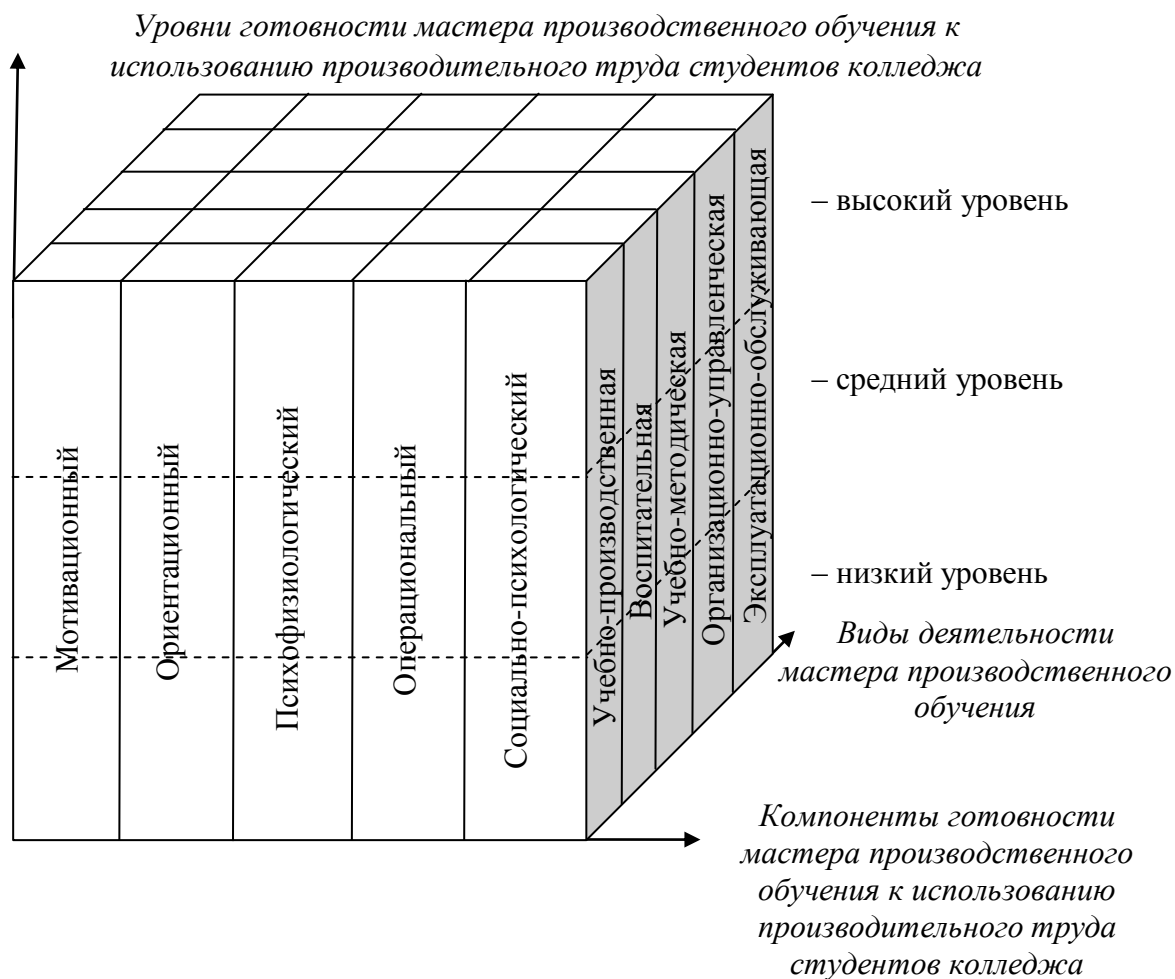 Уровни готовности мастера производственного обучения к
использованию производительного труда студентов колледжа
– высокий уровень
– средний уровень
– низкий уровень
Мотивационный
Ориентационный
Психофизиологический
Операциональный
Социально-психологический
Учебно-производственная
Воспитательная
Учебно-методическая
Организационно-управленческая
Эксплуатационно-обслуживающая
Виды деятельности
мастера производственного
обучения
Компоненты готовности
мастера производственного
обучения к использованию
производительного труда
студентов колледжа